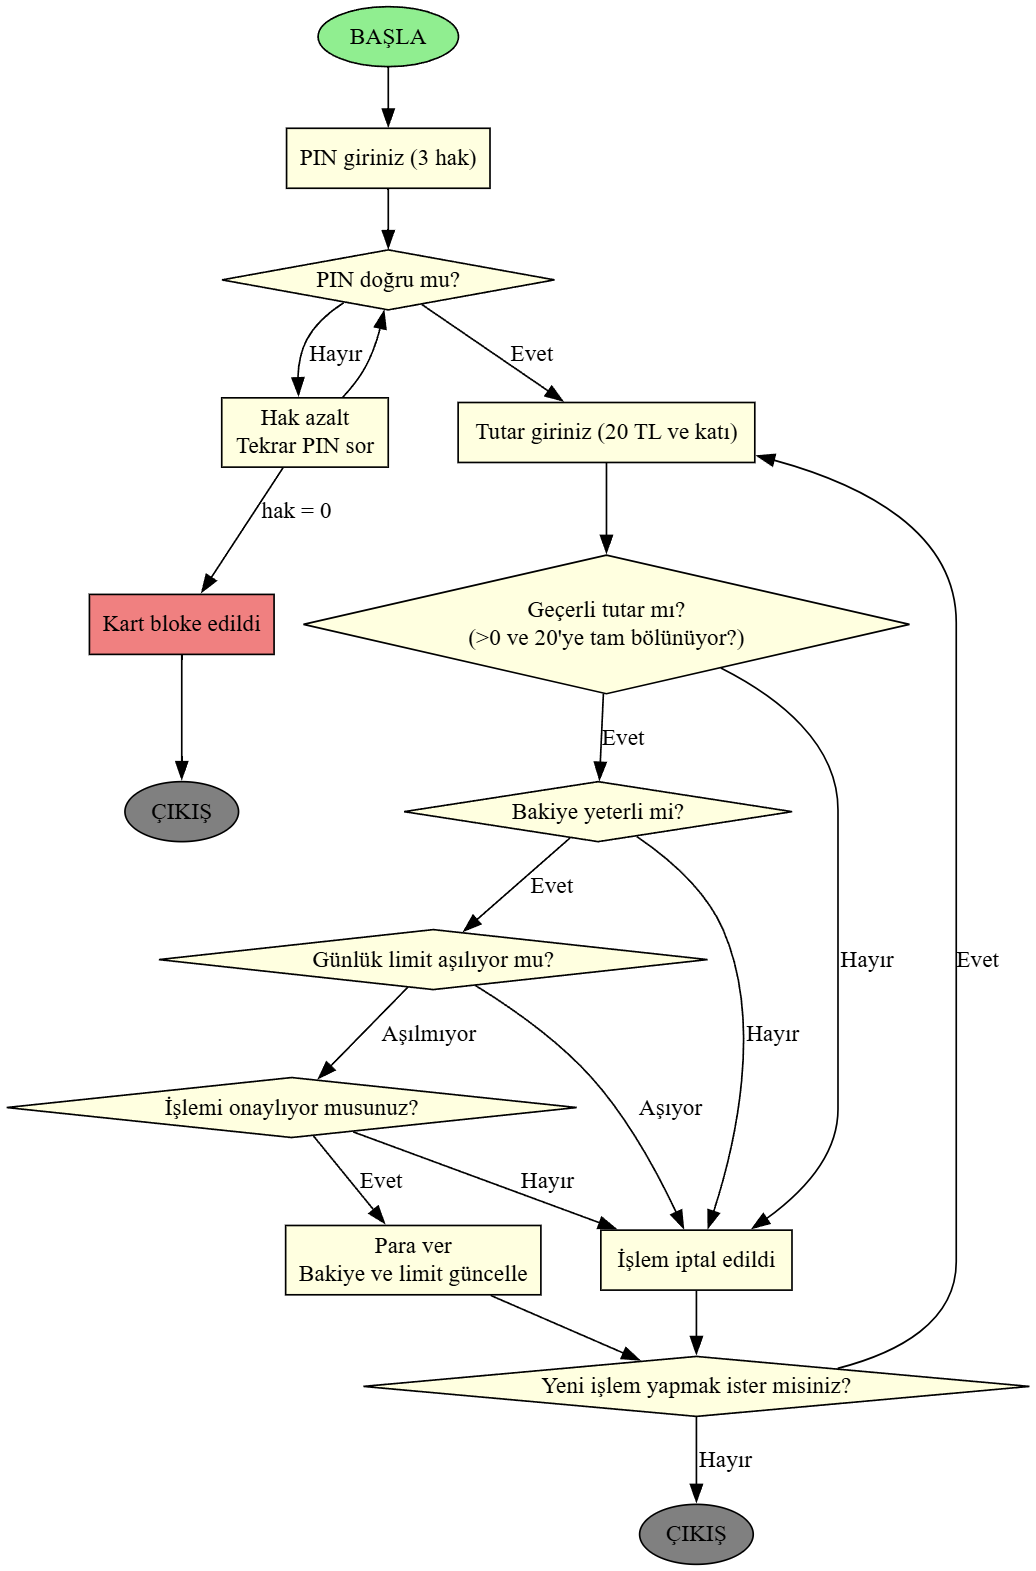 BAŞLA
PIN giriniz (3 hak)
PIN doğru mu?
Hayır
Evet
Hak azalt
Tekrar PIN sor
Tutar giriniz (20 TL ve katı)
hak = 0
Kart bloke edildi
Geçerli tutar mı?
(>0 ve 20'ye tam bölünüyor?)
Evet
ÇIKIŞ
Bakiye yeterli mi?
Evet
Günlük limit aşılıyor mu?
Hayır
Evet
Aşılmıyor
Hayır
İşlemi onaylıyor musunuz?
Aşıyor
Evet
Hayır
Para ver
Bakiye ve limit güncelle
İşlem iptal edildi
Yeni işlem yapmak ister misiniz?
Hayır
ÇIKIŞ